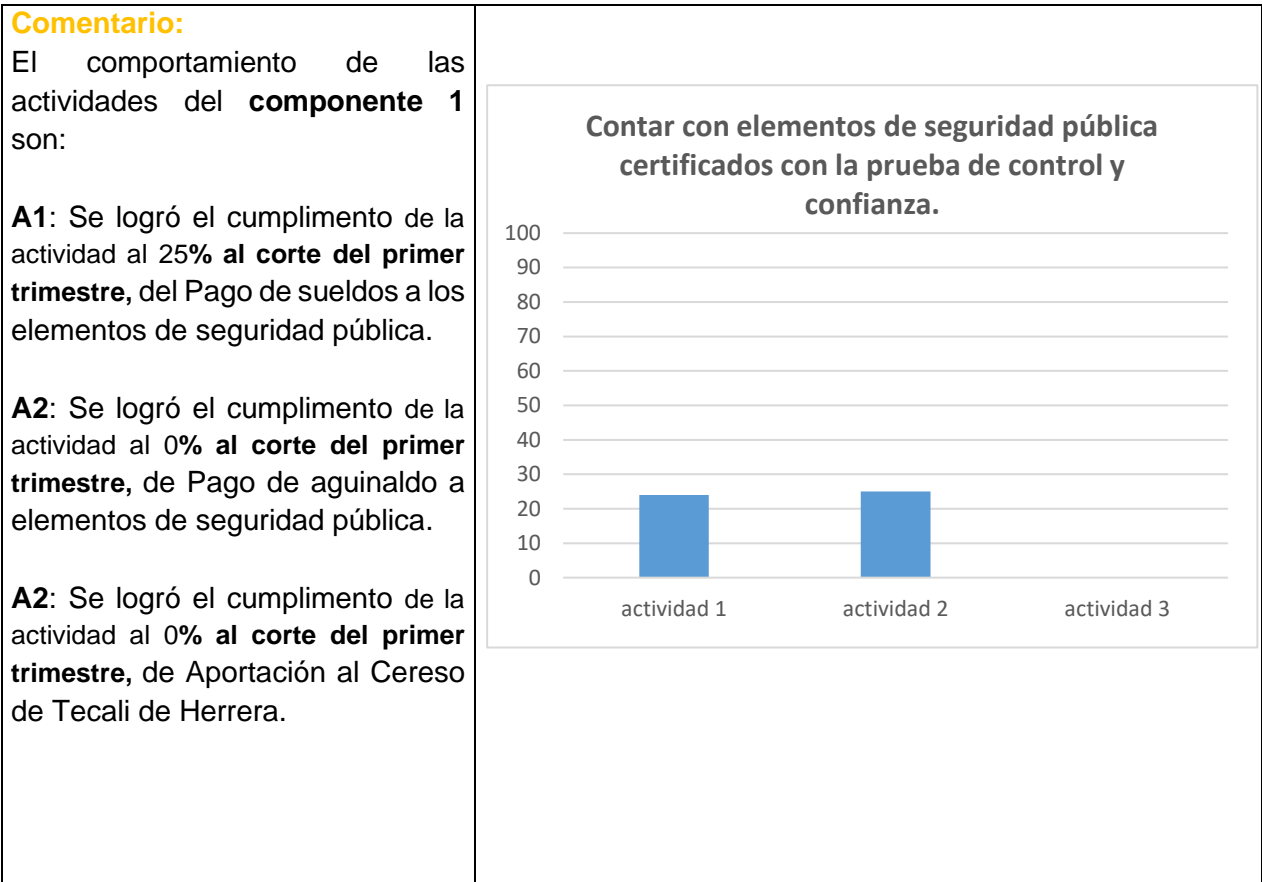 Comentario:
El comportamiento de las
actividades del componente 1
son:
A1: Se logró el cumplimento de la
actividad al 25% al corte del primer
trimestre, del Pago de sueldos a los
elementos de seguridad pública.
A2: Se logró el cumplimento de la
actividad al 0% al corte del primer
trimestre, de Pago de aguinaldo a
elementos de seguridad pública.
A2: Se logró el cumplimento de la
actividad al 0% al corte del primer
trimestre, de Aportación al Cereso
de Tecali de Herrera.
Contar con elementos de seguridad pública
certificados con la prueba de control y
confianza.
100
90
80
70
60
50
40
30
20
10
0
actividad 1 actividad 2 actividad 3